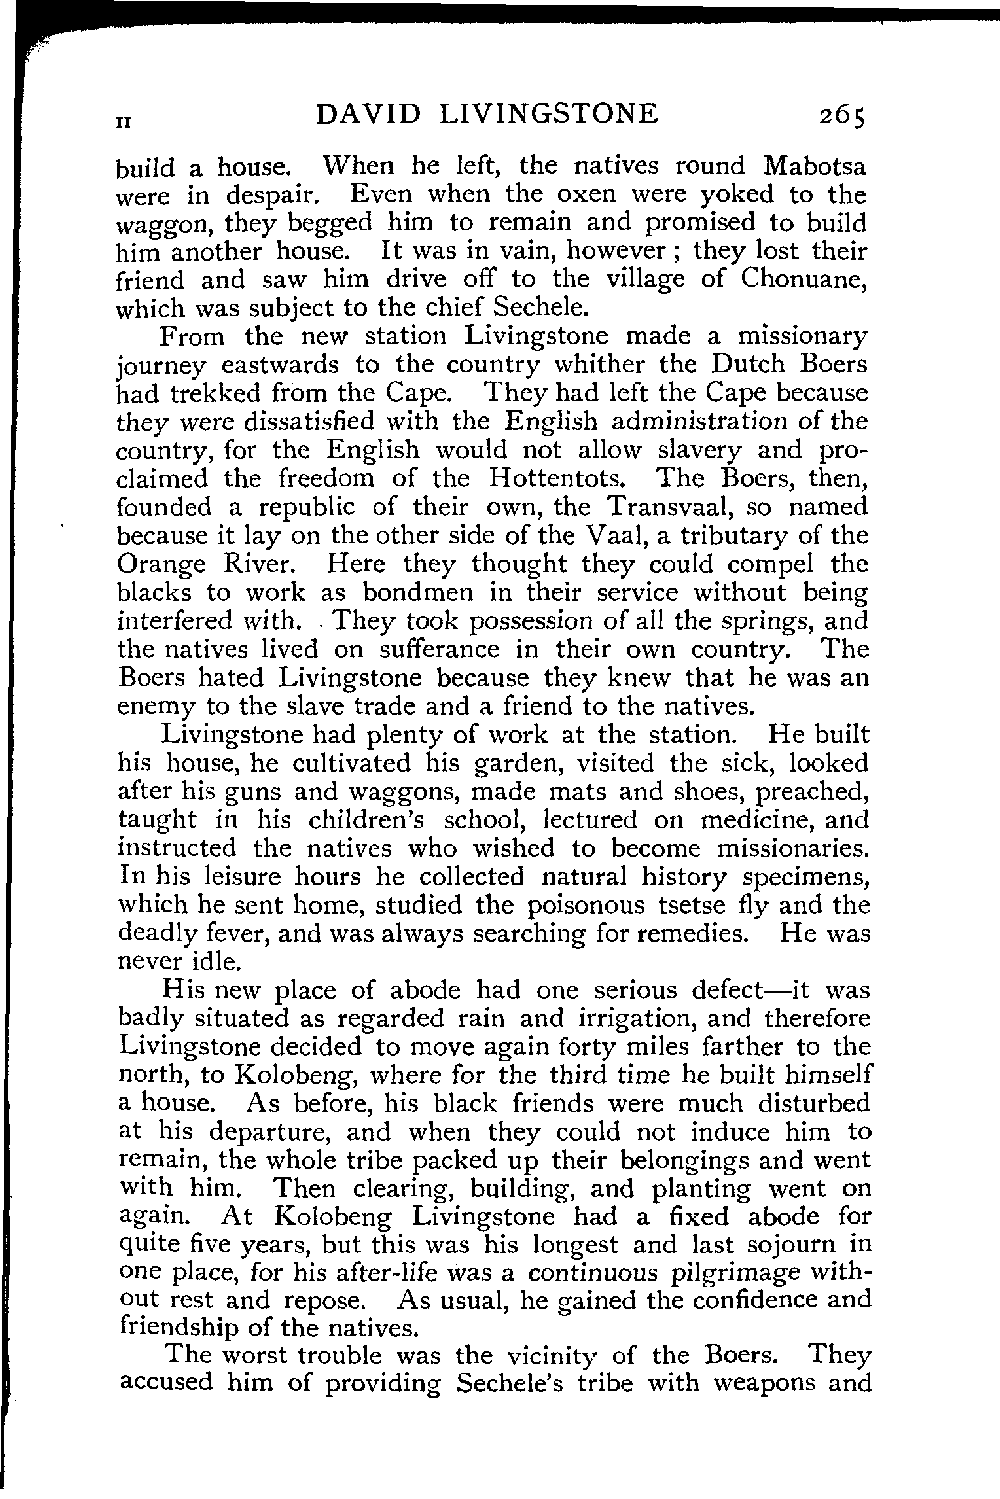 II DAVID LIVINGSTONE 265
build a house. When he left, the natives round Mabotsa
were in despair. Even when the oxen were yoked to the
waggon, they begged him to remain and promised to build
him another house. It was in vain, however; they lost their
friend and saw him drive off to the village of Chonuane,
which was subject to the chief Sechele.
From the new station Livingstone made a missionary
journey eastwards to the country whither the Dutch Boers
had trekked from the Cape. They had left the Cape because
they were dissatisfied with the English administration of the
country, for the English would not allow slavery and pro-
claimed the freedom of the Hottentots. The Boers, then,
founded a republic of their own, the Transvaal, so named
because it lay on the other side of the Vaal, a tributary of the
Orange River. Here they thought they could compel the
blacks to work as bondmen in their service without being
interfered with. They took possession of all the springs, and
the natives lived on sufferance in their own country. The
Boers hated Livingstone because they knew that he was an
enemy to the slave trade and a friend to the natives.
Livingstone had plenty of work at the station. He built
his house, he cultivated his garden, visited the sick, looked
after his guns and waggons, made mats and shoes, preached,
taught in his children's school, lectured on medicine, and
instructed the natives who wished to become missionaries.
In his leisure hours he collected natural history specimens,
which he sent home, studied the poisonous tsetse fly and the
deadly fever, and was always searching for remedies. He was
never idle.
His new place of abode had one serious defect—it was
badly situated as regarded rain and irrigation, and therefore
Livingstone decided to move again forty miles farther to the
north, to Kolobeng, where for the third time he built himself
a house. As before, his black friends were much disturbed
at his departure, and when they could not induce him to
remain, the whole tribe packed up their belongings and went
with him. Then clearing, building, and planting went on
again. At Kolobeng Livingstone had a fixed abode for
quite five years, but this was his longest and last sojourn in
one place, for his after-life was a continuous pilgrimage with-
out rest and repose. As usual, he gained the confidence and
friendship of the natives.
The worst trouble was the vicinity of the Boers. They
accused him of providing Sechele's tribe with weapons and